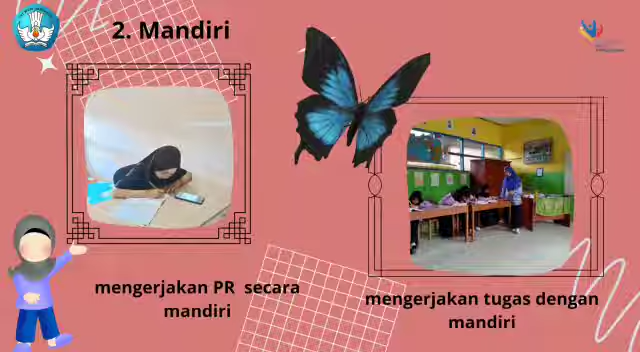 2. Mandiri
mengerjakan PR secara
mandiri
mengerjakan tugas dengan
mandiri